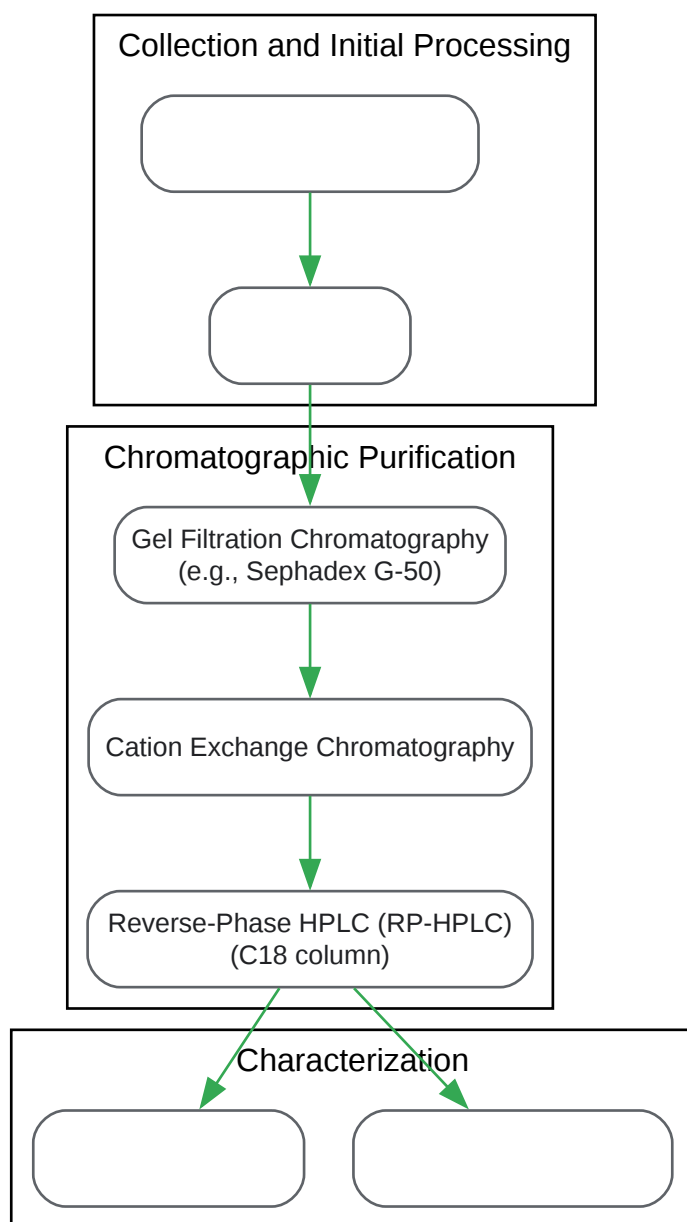 Collection and Initial Processing
Chromatographic Purification
Gel Filtration Chromatography
(e.g., Sephadex G-50)
Cation Exchange Chromatography
Reverse-Phase HPLC (RP-HPLC)
(C18 column)
Characterization